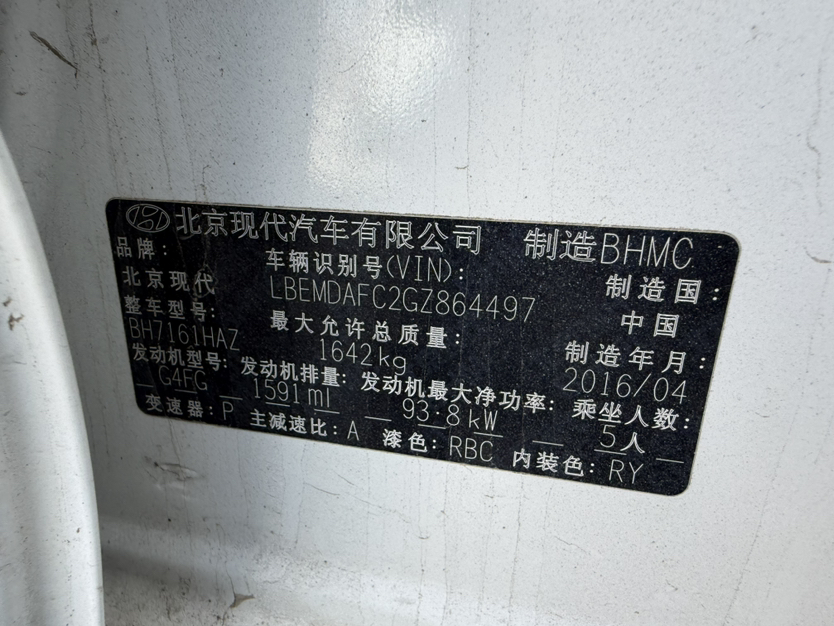 北京现代汽车有限公司 制造BHMC
品牌: 车辆识别号(VIN): 制造国:
北京现代 LBEMDAFC2GZ864497 中国
整车型号: 最大允许总质量: 制造年月:
BH7161HAZ 1642kg 2016/04
发动机型号: 发动机排量: 发动机最大净功率: 乘坐人数:
G4FG 1591ml 93.8kW 5人
变速器: P 主减速比: A 漆色: RBC 内装色: RY